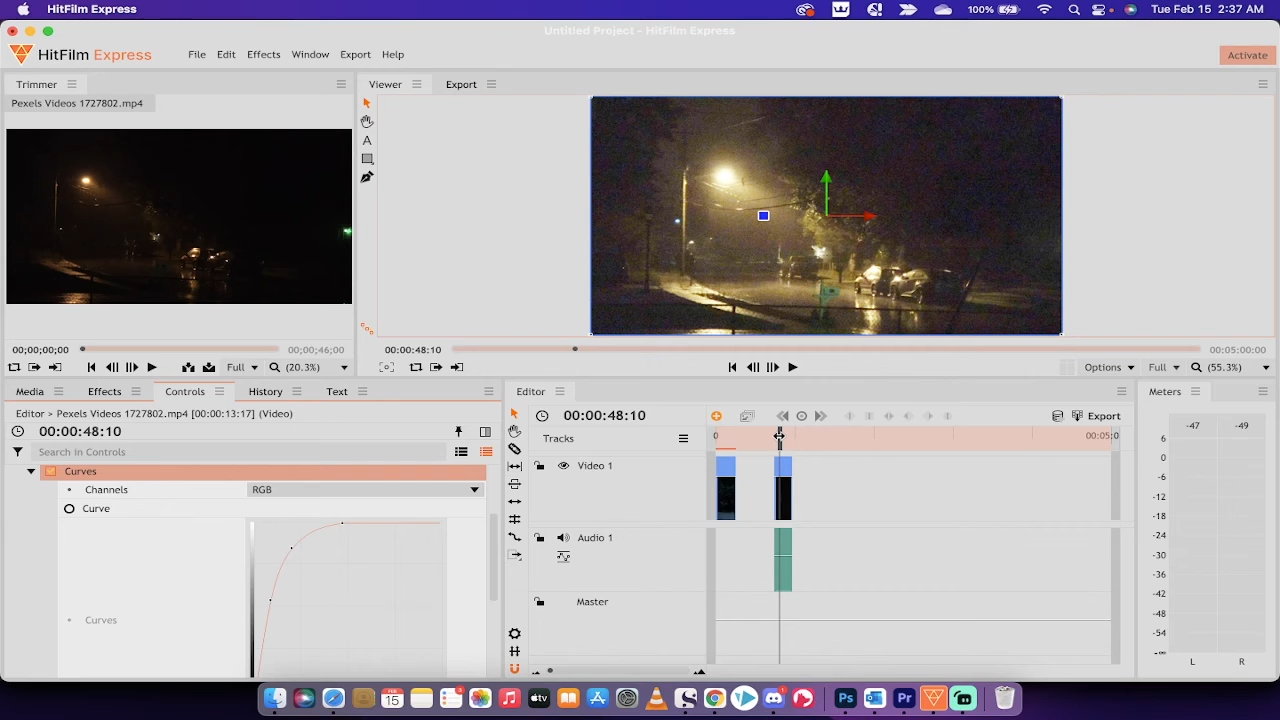 HitFilm Express
100%
Tue Feb 15 2:37 AM
Untitled Project - HitFilm Express
HitFilm Express
File Edit Effects Window Export Help
Activate
Trimmer
Viewer
Export
Pexels Videos 1727802.mp4
00;00;00;00
00;00;46;00
00:00:48:10
00:05:00:00
Full
(20.3%)
Options
Full
(55.3%)
Media
Effects
Controls
History
Text
Editor
Meters
Editor > Pexels Videos 1727802.mp4 [00:00:13:17] (Video)
00:00:48:10
00:00:48:10
Export
Search in Controls
Tracks
0
00:05:0
Curves
Channels
RGB
Curve
Curves
Video 1
Audio 1
Master
-47
-49
6
0
-6
-12
-18
-24
-30
-36
-42
-48
-54
L
R
FEB
15
tv
Ps
Pr